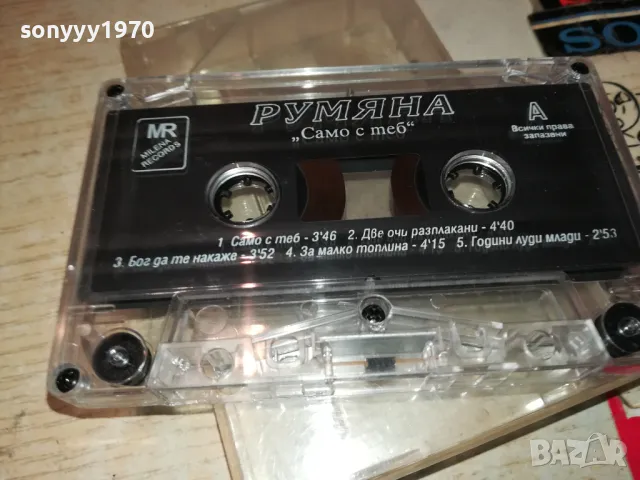 sonyyy1970
SO
MR
MILENA
RECORDS
РУМЯНА
„Само с теб“
A
Всички права
запазени
1 Само с теб - 3'46 2. Две очи разплакани - 4'40
3. Бог да те накаже - 3'52 4. За малко топлина - 4'15 5. Години луди млади - 2'53
BAZAR
bg